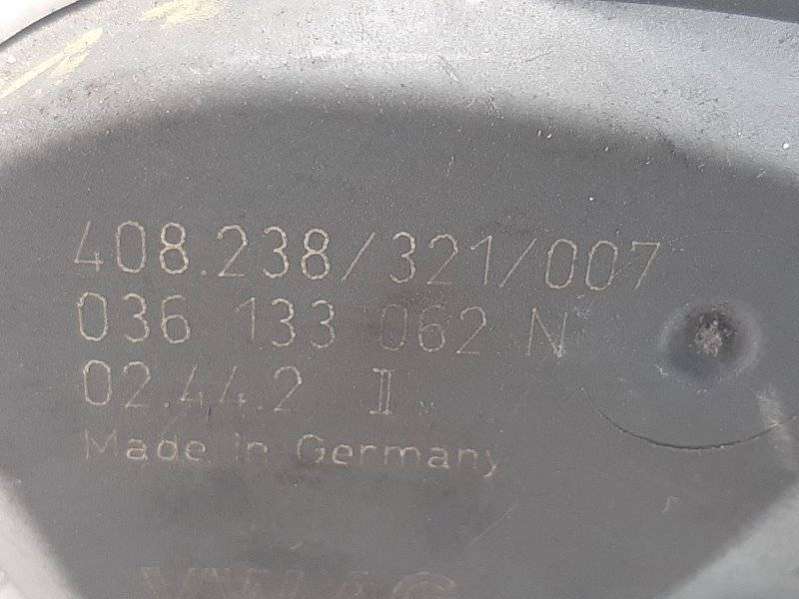 408.238/321/007
036 133 062 N
02.44.2 II
Made in Germany